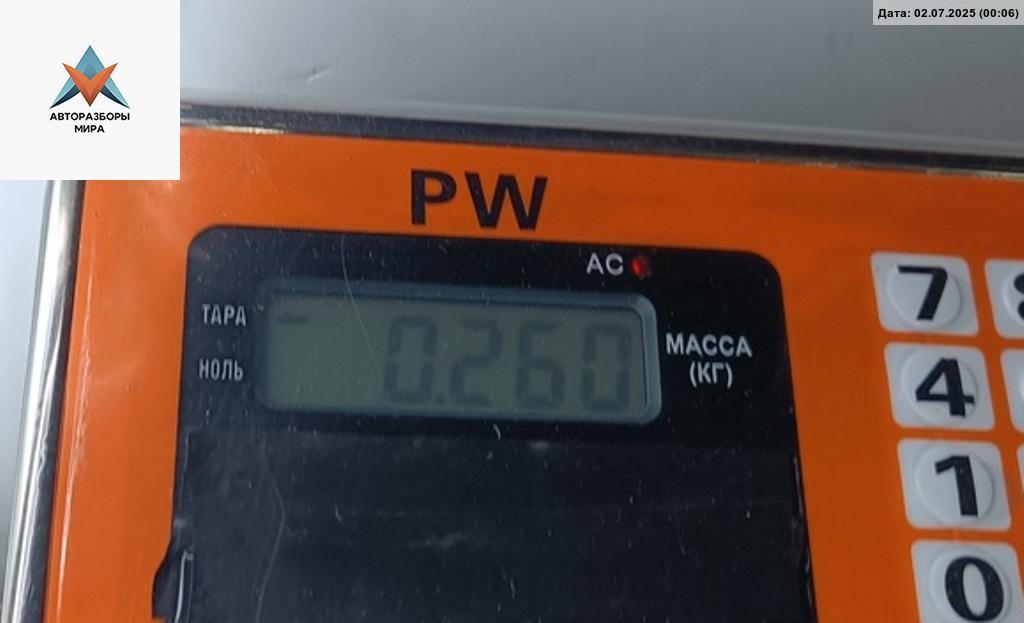 Дата: 02.07.2025 (00:06)
АВТОРАЗБОРЫ
МИРА
PW
AC
ТАРА
НОЛЬ
0.260
МАССА
(КГ)
7
4
1
0